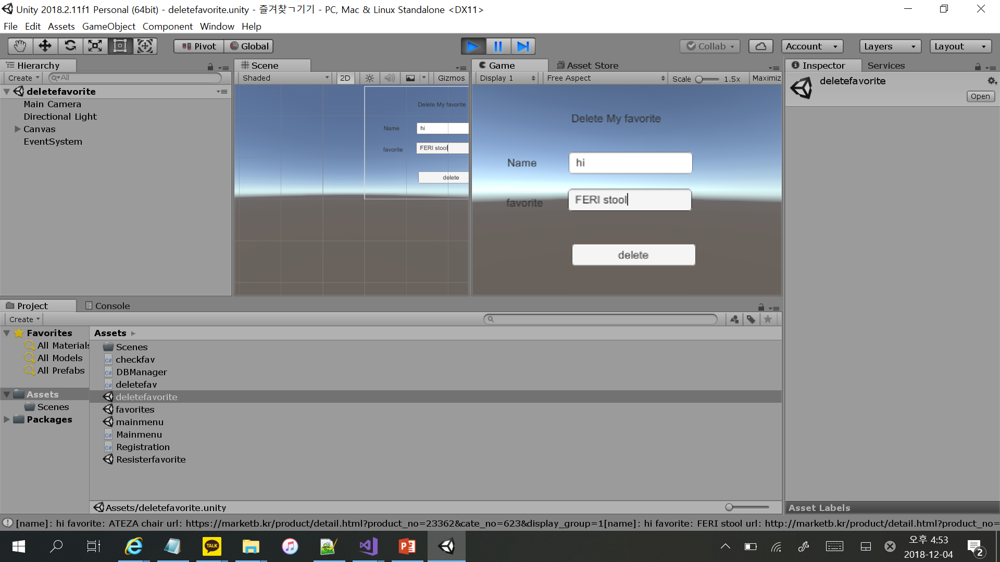 Unity 2018.2.11f1 Personal (64bit) - deletefavorite.unity - 즐겨찾ㄱ기기 - PC, Mac & Linux Standalone <DX11>
File Edit Assets GameObject Component Window Help
Pivot Global Collab Account Layers Layout
Hierarchy
Create All
deletefavorite
Main Camera
Directional Light
Canvas
EventSystem
Scene
Shaded 2D Gizmos
Delete My favorite
Name hi
favorite FERI stool
delete
Game Asset Store
Display 1 Free Aspect Scale 1.5x Maximiz
Delete My favorite
Name hi
favorite FERI stool
delete
Inspector Services
deletefavorite
Open
Asset Labels
Project Console
Create
Favorites
All Materials
All Models
All Prefabs
Assets
Scenes
Packages
Assets
Scenes
checkfav
DBManager
deletefav
deletefavorite
favorites
mainmenu
Mainmenu
Registration
Resisterfavorite
Assets/deletefavorite.unity
[name]: hi favorite: ATEZA chair url: https://marketb.kr/product/detail.html?product_no=23362&cate_no=623&display_group=1[name]: hi favorite: FERI stool url: http://marketb.kr/product/detail.html?product_no=
TALK
오후 4:53
2018-12-04
2